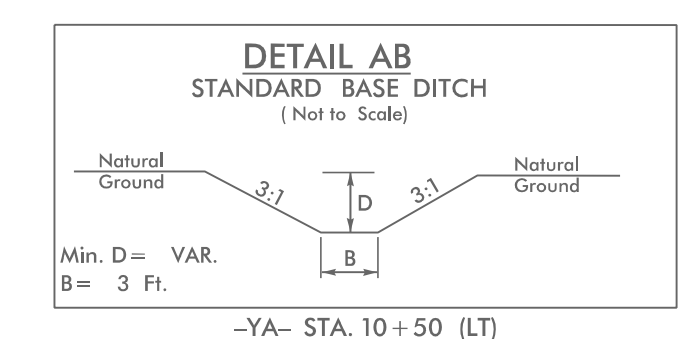 DETAIL AB
STANDARD BASE DITCH
( Not to Scale)
Natural
Ground
3:1
D
3:1
Natural
Ground
Min. D= VAR.
B
B= 3 Ft.
–YA– STA. 10+50 (LT)